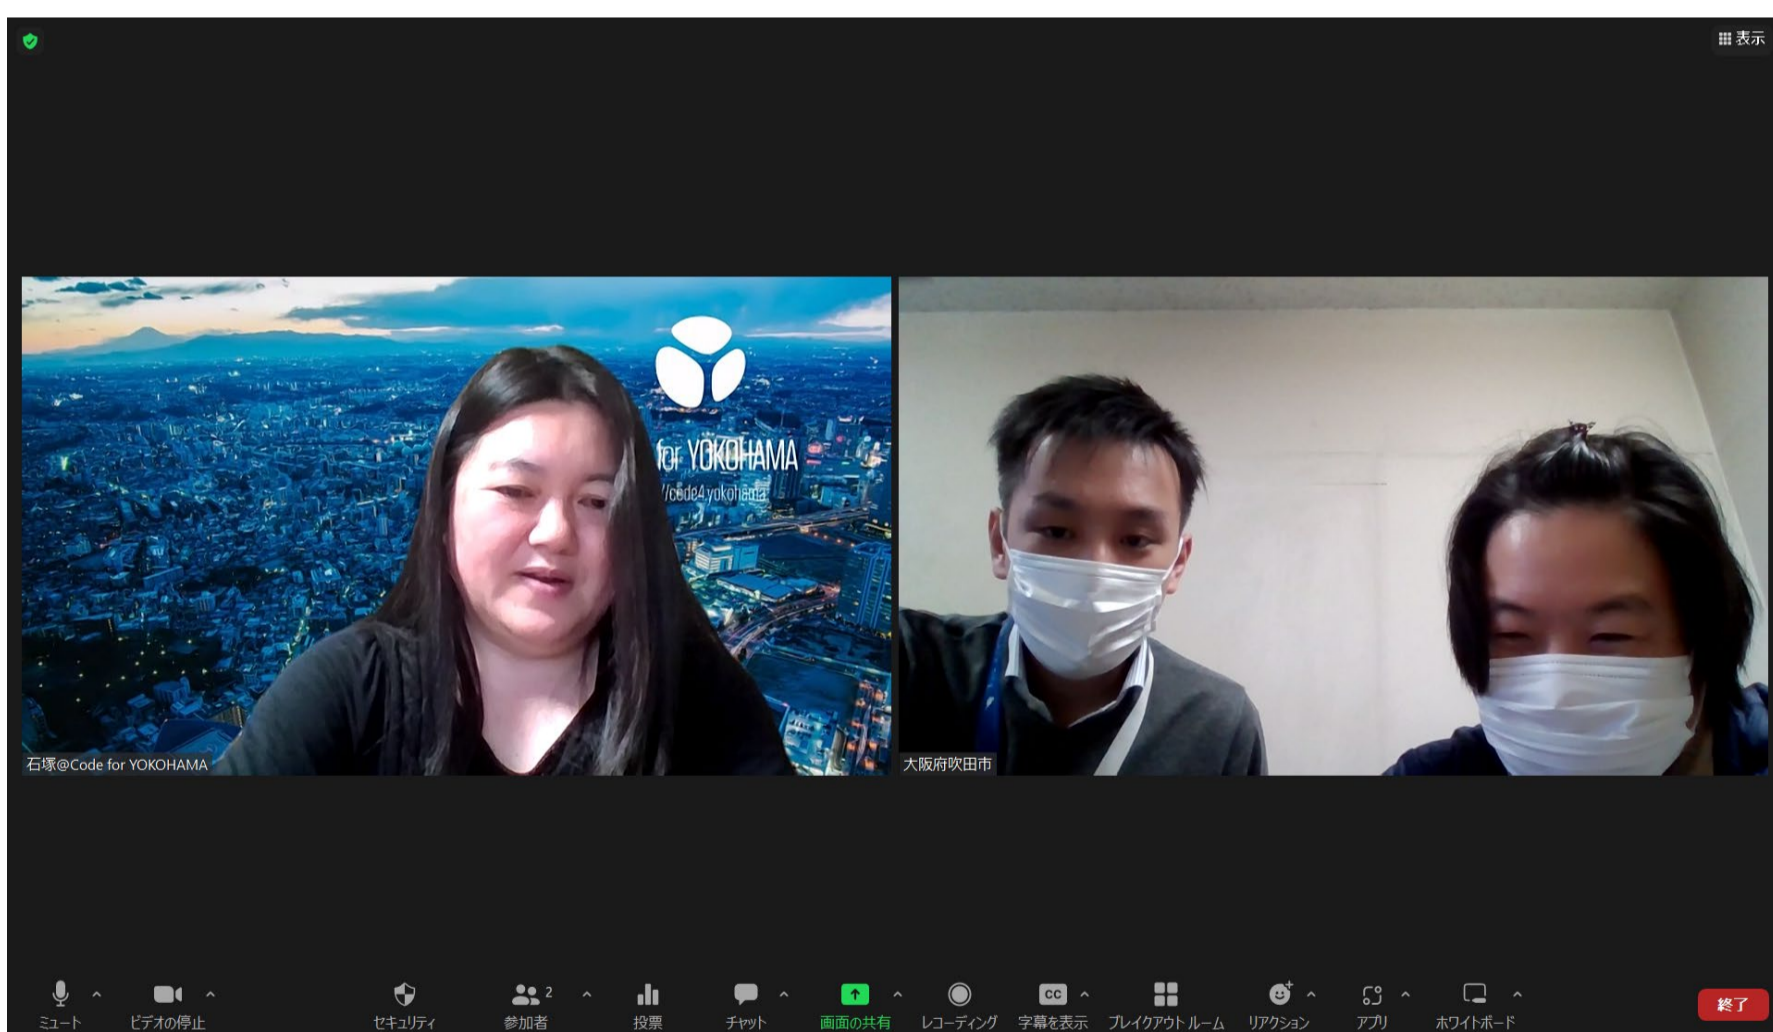 表示
for YOKOHAMA
//code4.yokohama
石塚@Code for YOKOHAMA
大阪府吹田市
2
CC
ミュート
ビデオの停止
セキュリティ
参加者
投票
チャット
画面の共有
レコーディング
字幕を表示
ブレイクアウト ルーム
リアクション
アプリ
ホワイトボード
終了